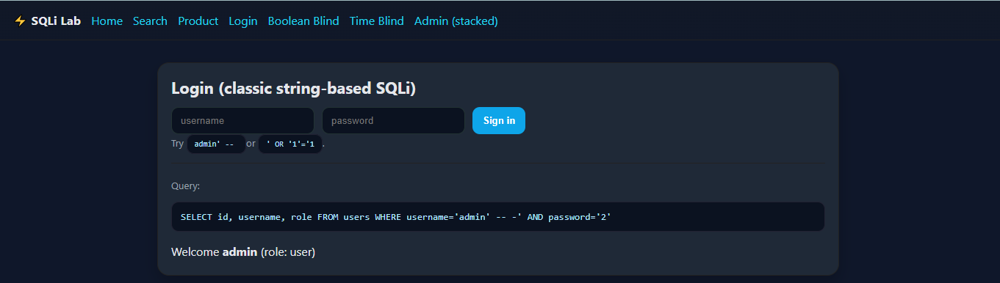 ⚡ SQLi Lab Home Search Product Login Boolean Blind Time Blind Admin (stacked)
Login (classic string-based SQLi)
username password Sign in
Try admin' -- or ' OR '1'='1 .
Query:
SELECT id, username, role FROM users WHERE username='admin' -- -' AND password='2'
Welcome admin (role: user)